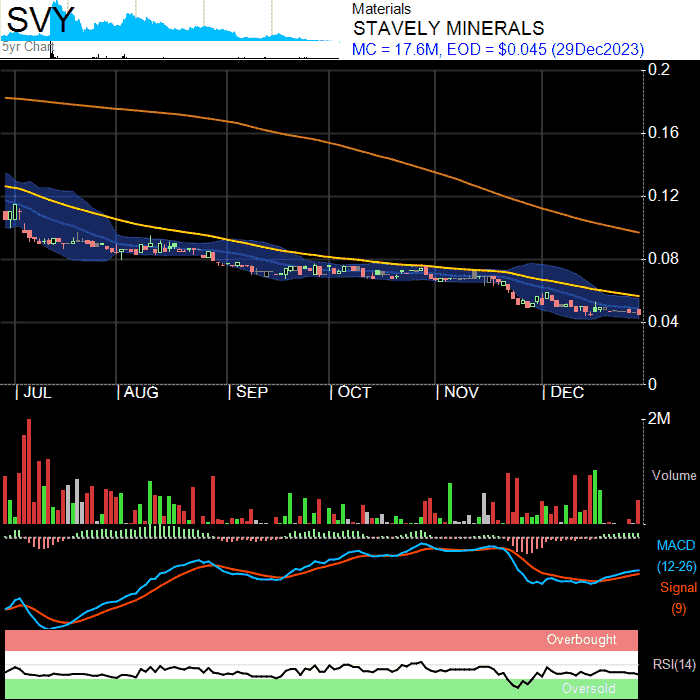 SVY
5yr Chart
Materials
STAVELY MINERALS
MC = 17.6M, EOD = $0.045 (29Dec2023)
0.2
0.16
0.12
0.08
0.04
0
JUL
AUG
SEP
OCT
NOV
DEC
2M
Volume
MACD
(12-26)
Signal
(9)
Overbought
RSI(14)
Oversold